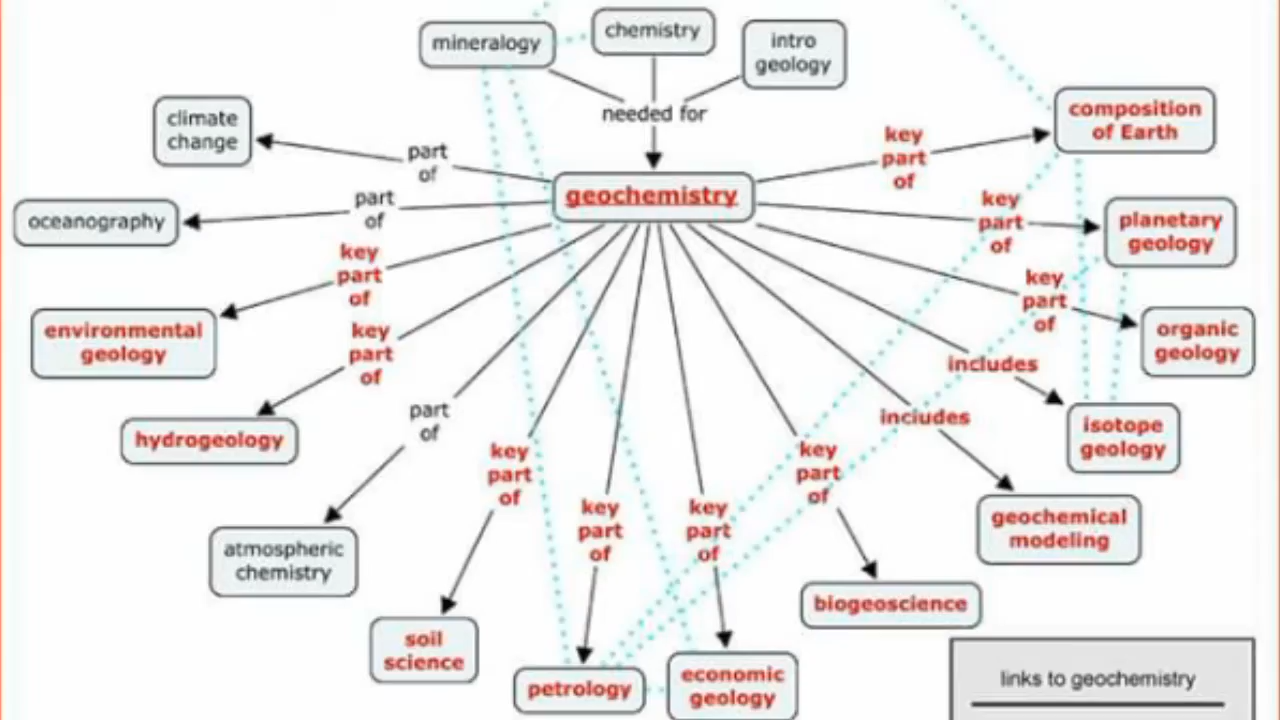 mineralogy
chemistry
intro
geology
needed for
climate
change
part
of
composition
of Earth
key
part
of
geochemistry
oceanography
part
of
planetary
geology
key
part
of
environmental
geology
key
part
of
organic
geology
key
part
of
hydrogeology
key
part
of
isotope
geology
includes
geochemical
modeling
includes
atmospheric
chemistry
part
of
soil
science
key
part
of
petrology
key
part
of
economic
geology
key
part
of
biogeoscience
key
part
of
links to geochemistry